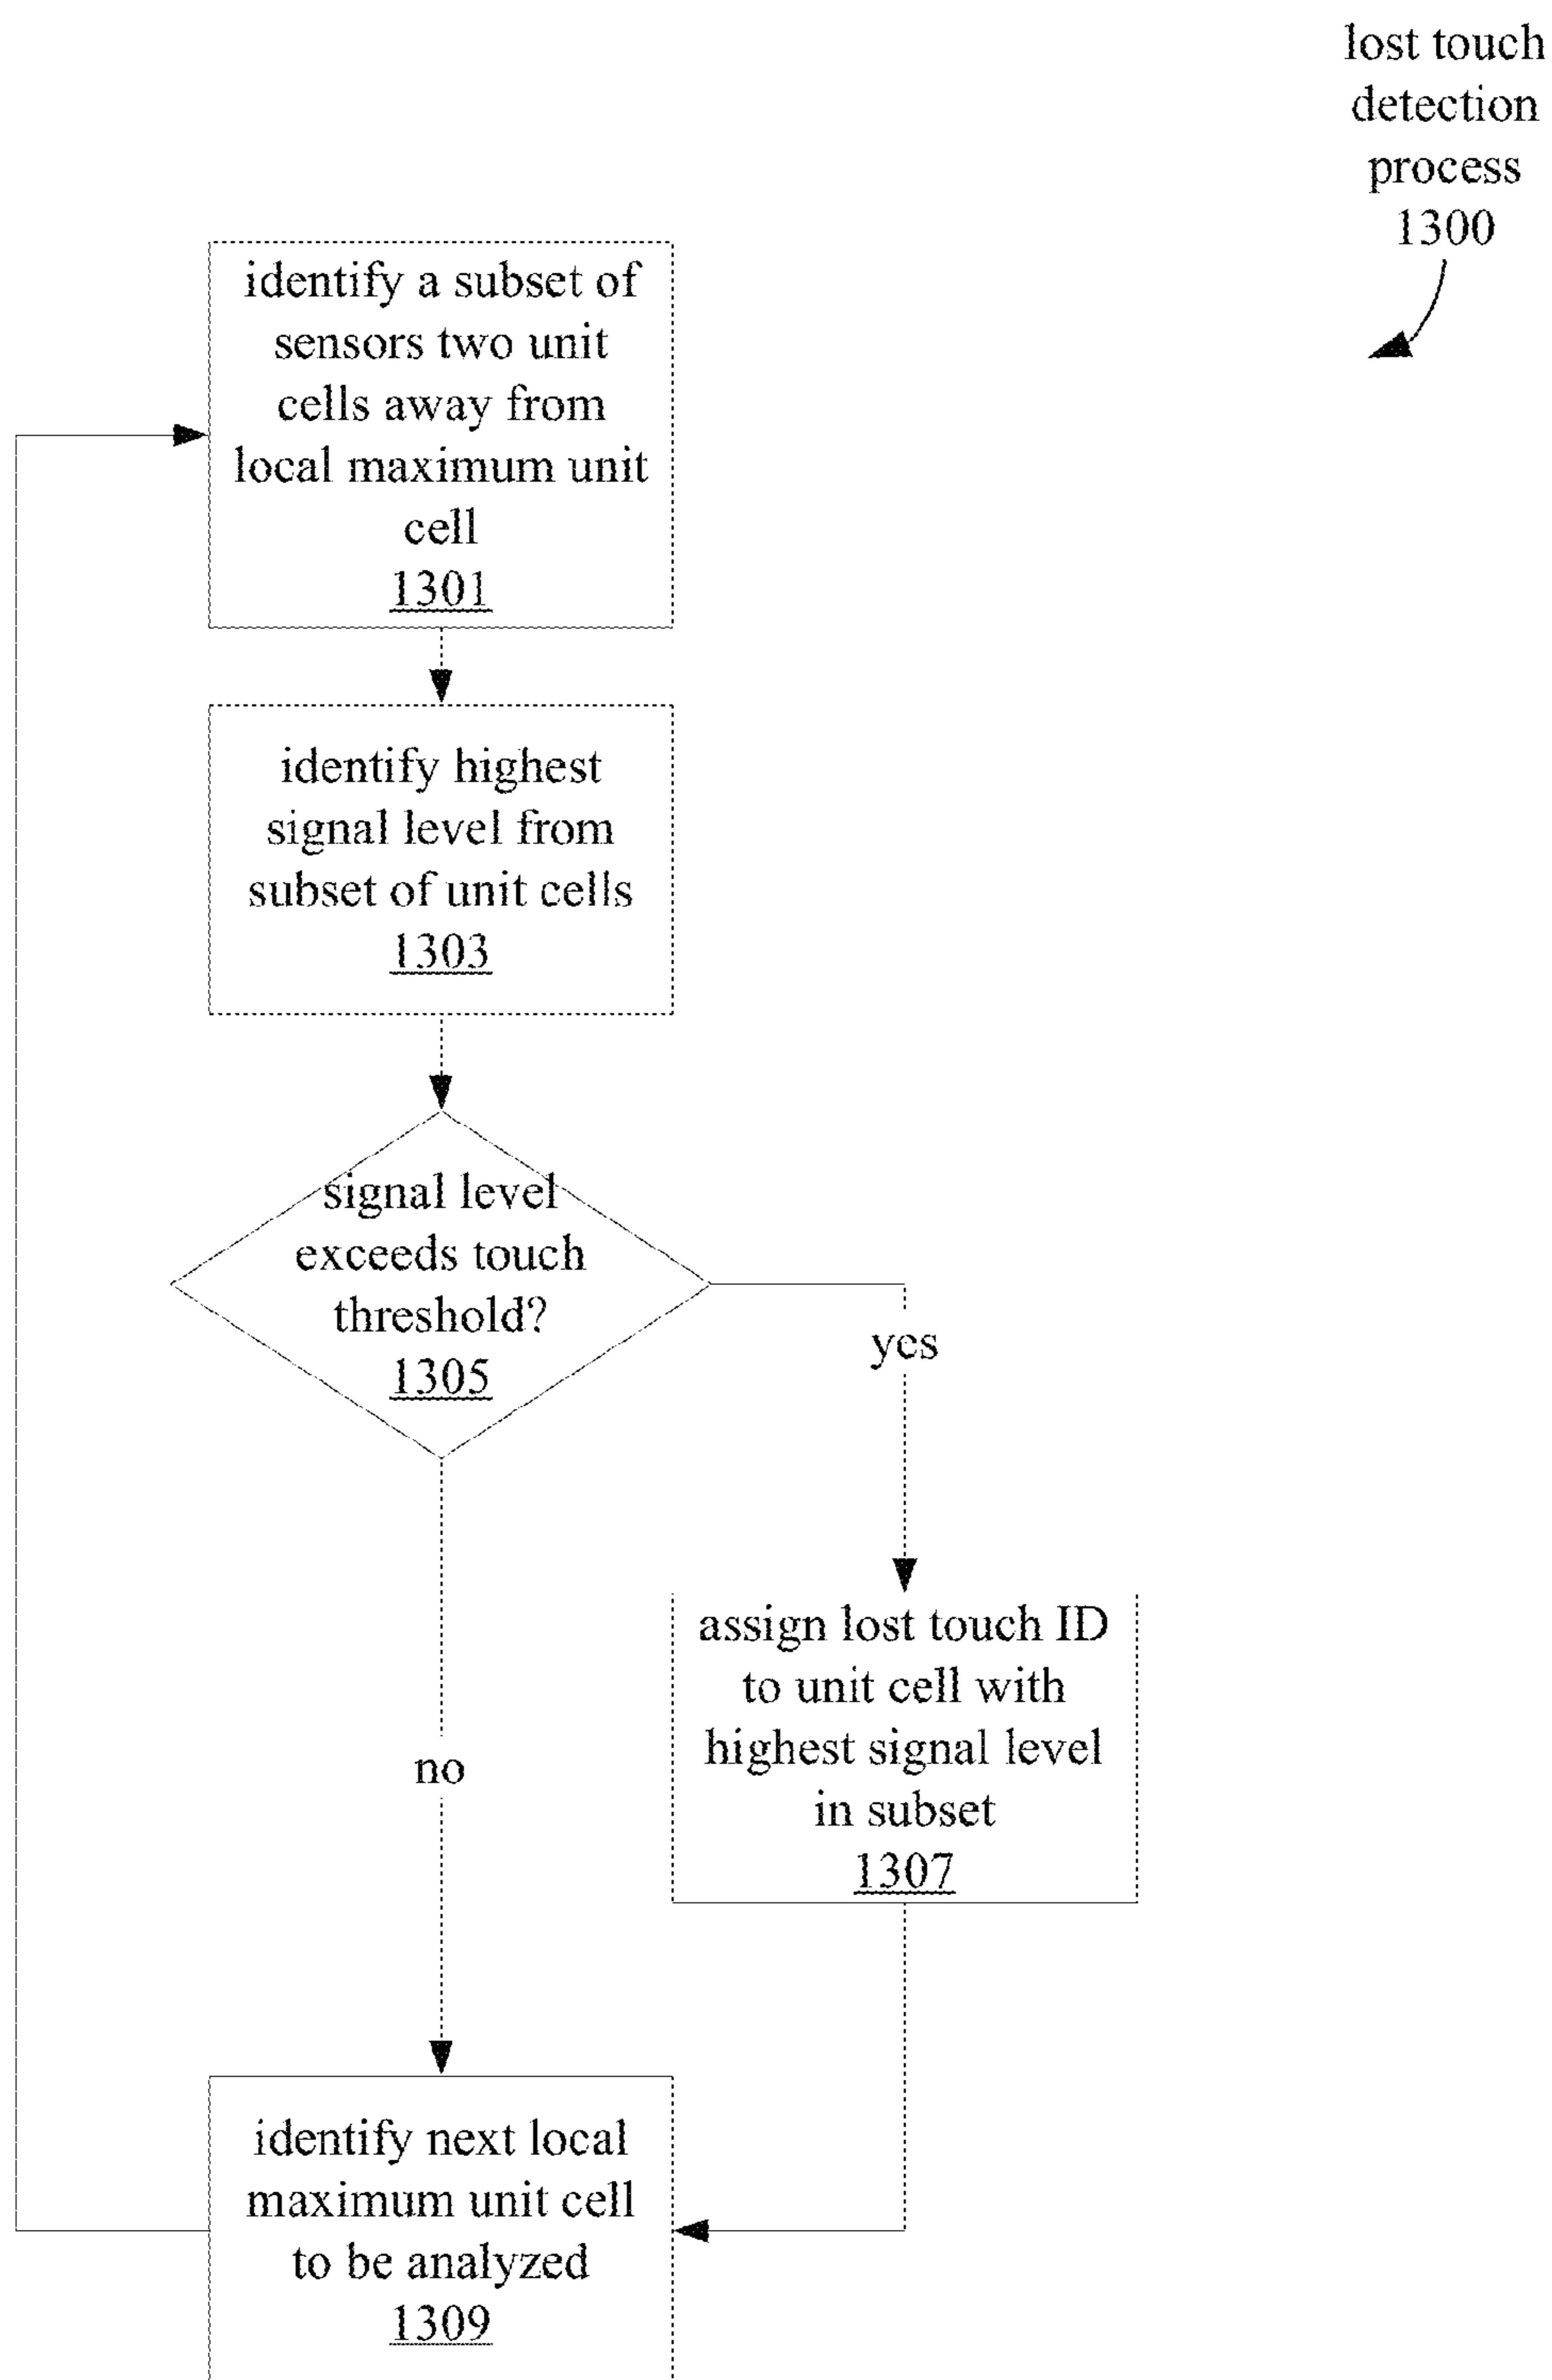 lost touch
detection
process
1300
identify a subset of
sensors two unit
cells away from
local maximum unit
cell
1301
identify highest
signal level from
subset of unit cells
1303
signal level
exceeds touch
threshold?
1305
yes
assign lost touch ID
to unit cell with
highest signal level
in subset
1307
no
identify next local
maximum unit cell
to be analyzed
1309